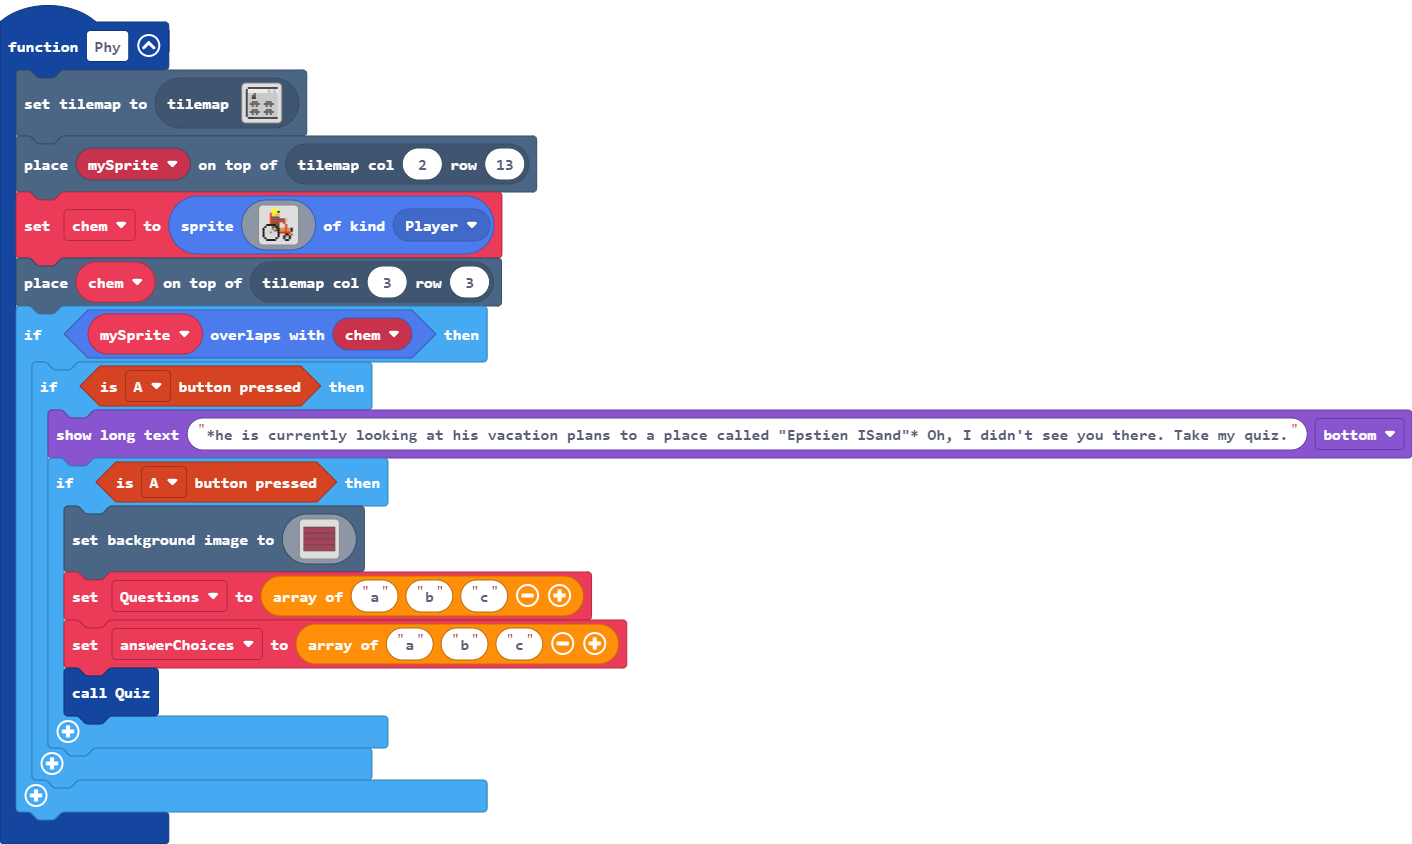 function Phy
set tilemap to tilemap
place mySprite on top of tilemap col 2 row 13
set chem to sprite of kind Player
place chem on top of tilemap col 3 row 3
if mySprite overlaps with chem then
if is A button pressed then
show long text "*he is currently looking at his vacation plans to a place called "Epstien ISand"* Oh, I didn't see you there. Take my quiz." bottom
if is A button pressed then
set background image to
set Questions to array of "a" "b" "c"
set answerChoices to array of "a" "b" "c"
call Quiz